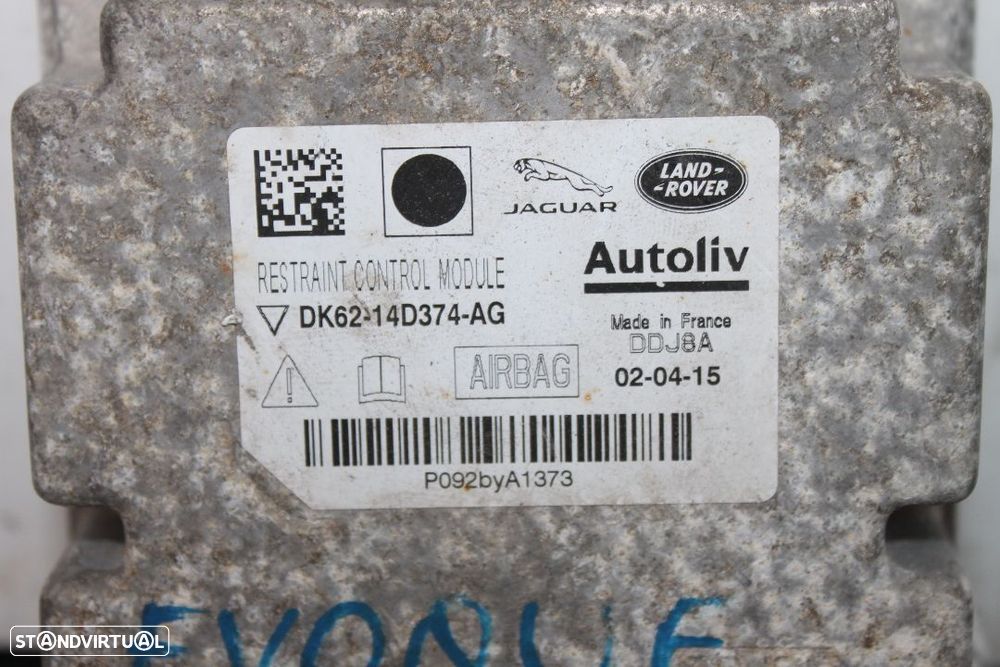 JAGUAR
LAND-
-ROVER
Autoliv
RESTRAINT CONTROL MODULE
DK62-14D374-AG
Made in France
DDJ8A
AIRBAG
02-04-15
P092byA1373
EVOQUE
STANDVIRTUAL